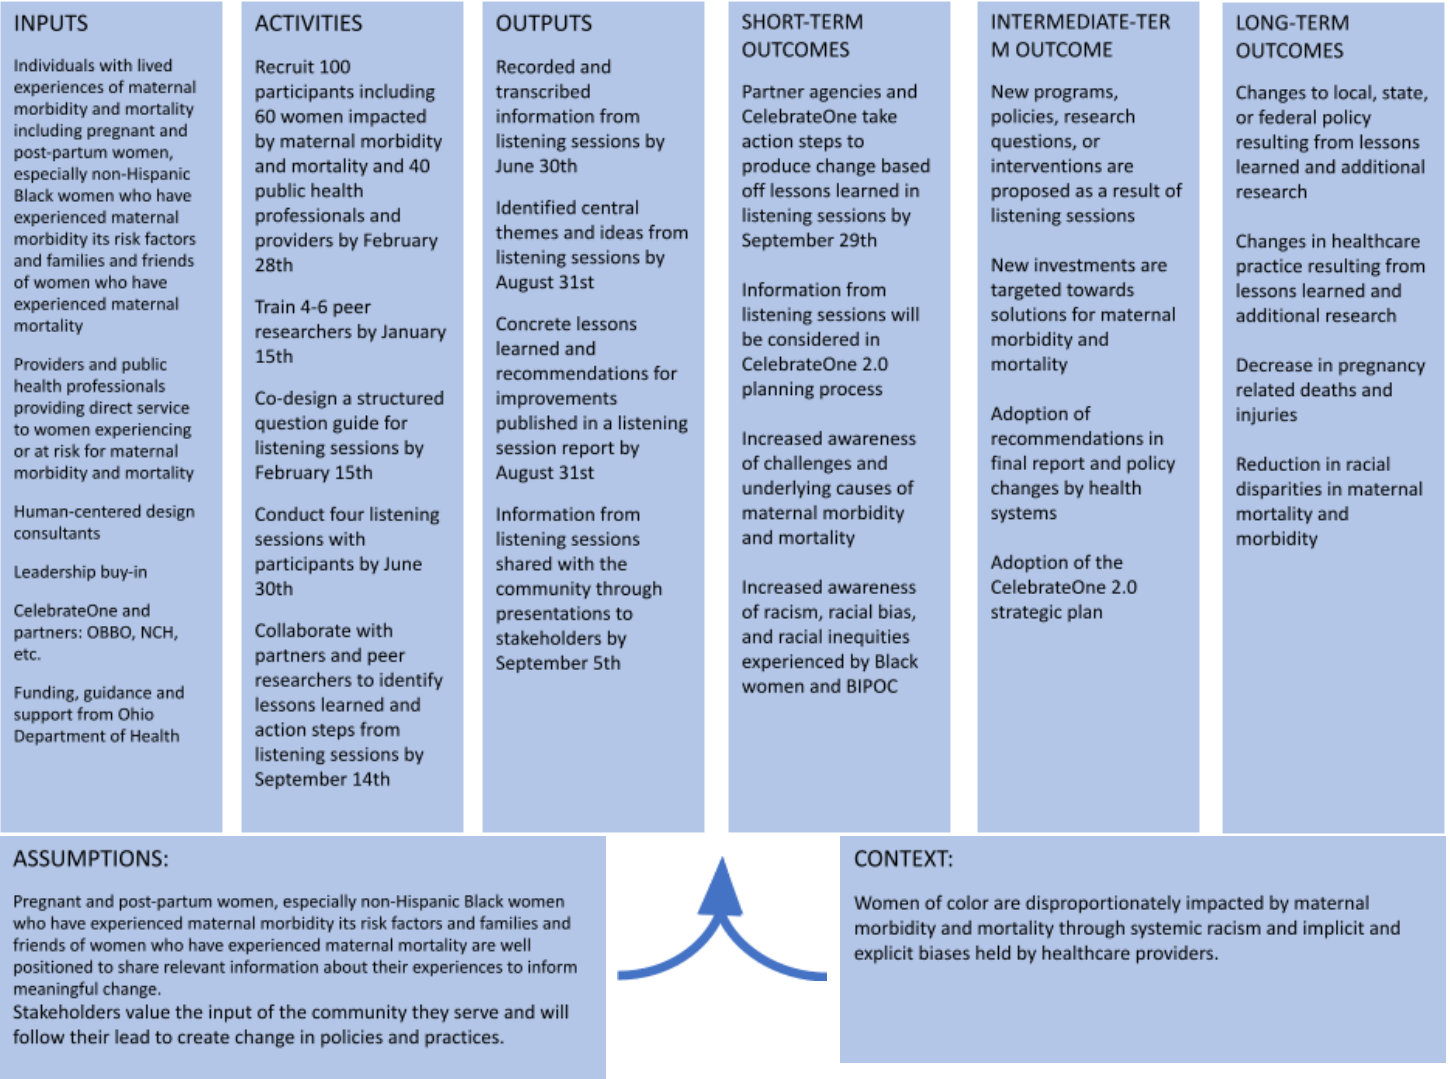 INPUTS
Individuals with lived
experiences of maternal
morbidity and mortality
including pregnant and
post-partum women,
especially non-Hispanic
Black women who have
experienced maternal
morbidity its risk factors
and families and friends
of women who have
experienced maternal
mortality
Providers and public
health professionals
providing direct service
to women experiencing
or at risk for maternal
morbidity and mortality
Human-centered design
consultants
Leadership buy-in
CelebrateOne and
partners: OBBO, NCH,
etc.
Funding, guidance and
support from Ohio
Department of Health
ACTIVITIES
Recruit 100
participants including
60 women impacted
by maternal morbidity
and mortality and 40
public health
professionals and
providers by February
28th
Train 4-6 peer
researchers by January
15th
Co-design a structured
question guide for
listening sessions by
February 15th
Conduct four listening
sessions with
participants by June
30th
Collaborate with
partners and peer
researchers to identify
lessons learned and
action steps from
listening sessions by
September 14th
OUTPUTS
Recorded and
transcribed
information from
listening sessions by
June 30th
Identified central
themes and ideas from
listening sessions by
August 31st
Concrete lessons
learned and
recommendations for
improvements
published in a listening
session report by
August 31st
Information from
listening sessions
shared with the
community through
presentations to
stakeholders by
September 5th
SHORT-TERM
OUTCOMES
Partner agencies and
CelebrateOne take
action steps to
produce change based
off lessons learned in
listening sessions by
September 29th
Information from
listening sessions will
be considered in
CelebrateOne 2.0
planning process
Increased awareness
of challenges and
underlying causes of
maternal morbidity
and mortality
Increased awareness
of racism, racial bias,
and racial inequities
experienced by Black
women and BIPOC
INTERMEDIATE-TER
M OUTCOME
New programs,
policies, research
questions, or
interventions are
proposed as a result of
listening sessions
New investments are
targeted towards
solutions for maternal
morbidity and
mortality
Adoption of
recommendations in
final report and policy
changes by health
systems
Adoption of the
CelebrateOne 2.0
strategic plan
LONG-TERM
OUTCOMES
Changes to local, state,
or federal policy
resulting from lessons
learned and additional
research
Changes in healthcare
practice resulting from
lessons learned and
additional research
Decrease in pregnancy
related deaths and
injuries
Reduction in racial
disparities in maternal
mortality and
morbidity
ASSUMPTIONS:
Pregnant and post-partum women, especially non-Hispanic Black women
who have experienced maternal morbidity its risk factors and families and
friends of women who have experienced maternal mortality are well
positioned to share relevant information about their experiences to inform
meaningful change.
Stakeholders value the input of the community they serve and will
follow their lead to create change in policies and practices.
CONTEXT:
Women of color are disproportionately impacted by maternal
morbidity and mortality through systemic racism and implicit and
explicit biases held by healthcare providers.